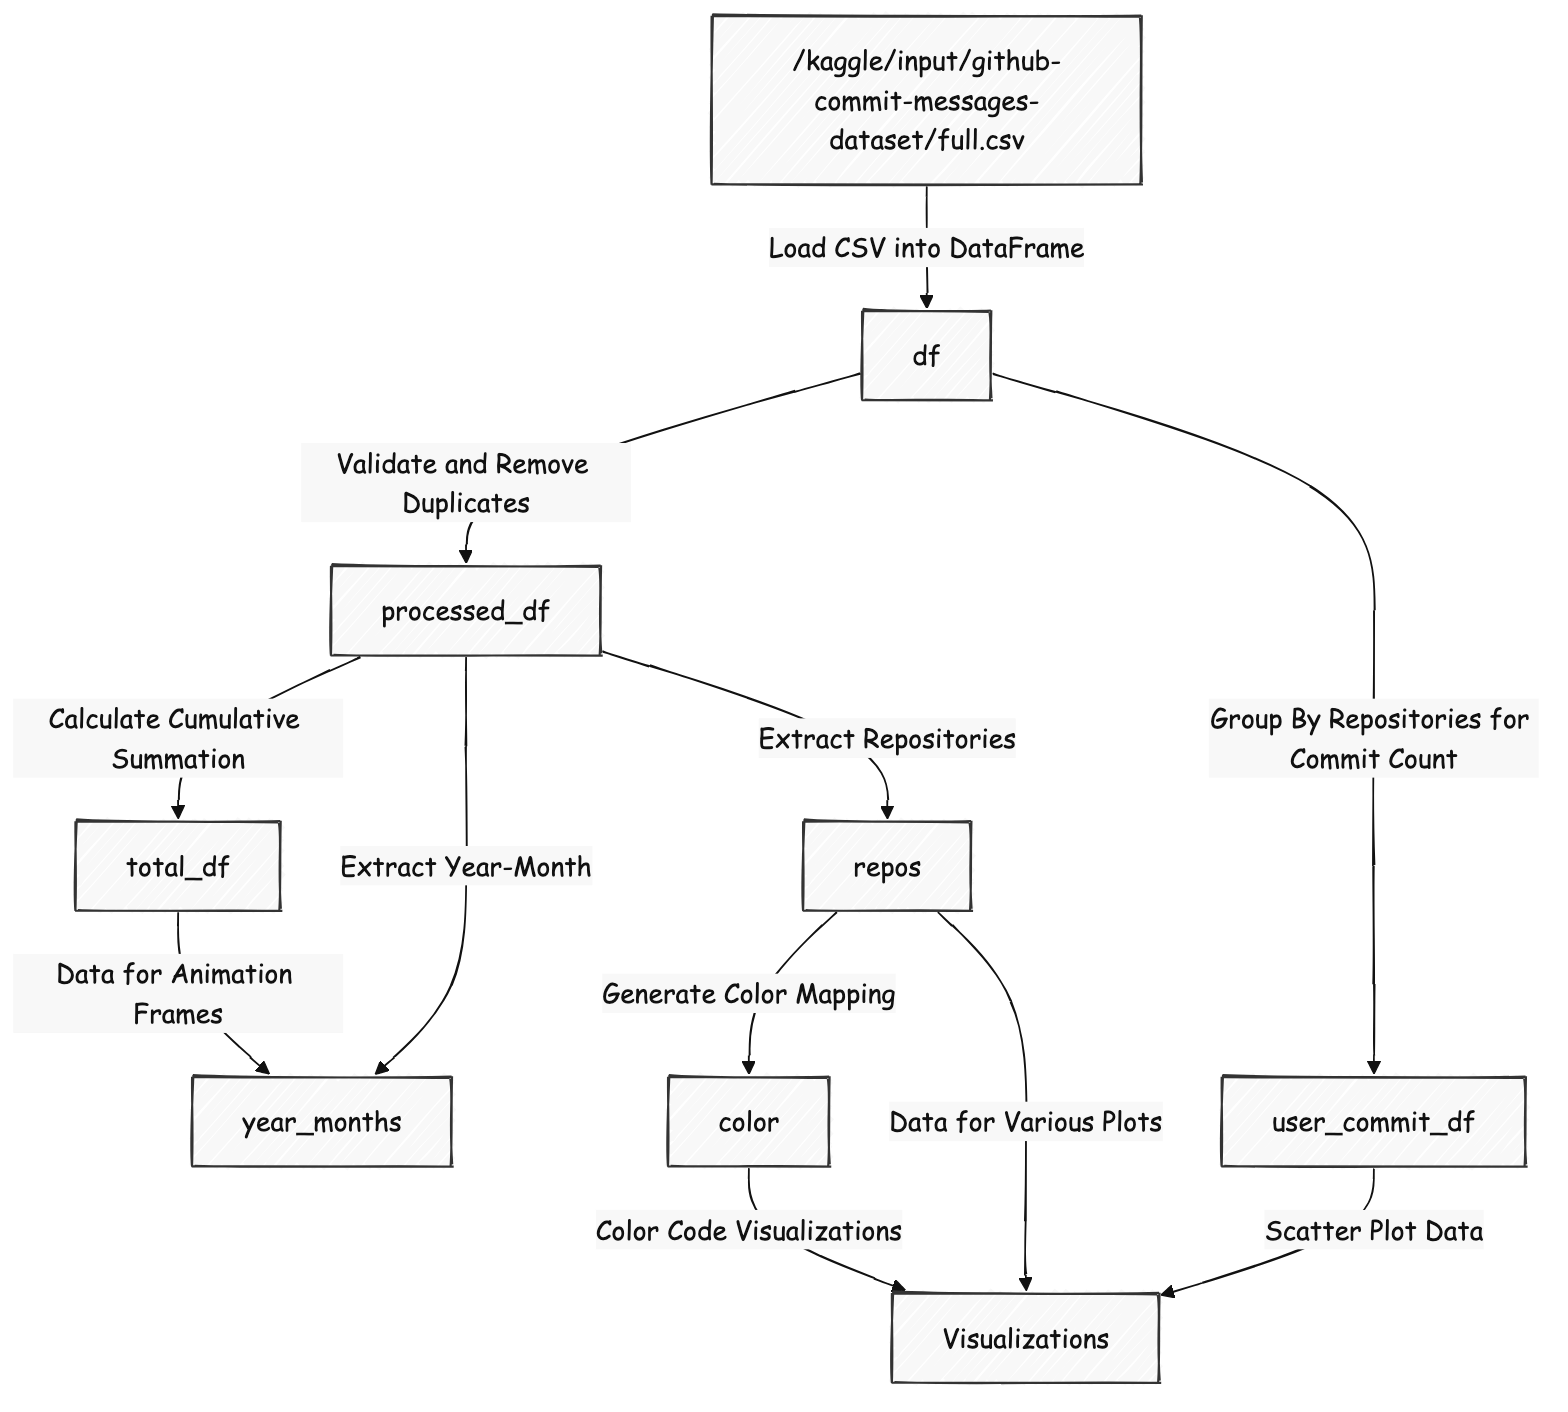 /kaggle/input/github-
commit-messages-
dataset/full.csv
Load CSV into DataFrame
df
Validate and Remove
Duplicates
processed_df
Calculate Cumulative
Summation
Extract Repositories
Group By Repositories for
Commit Count
total_df
Extract Year-Month
repos
Data for Animation
Frames
Generate Color Mapping
year_months
color
Data for Various Plots
user_commit_df
Color Code Visualizations
Scatter Plot Data
Visualizations